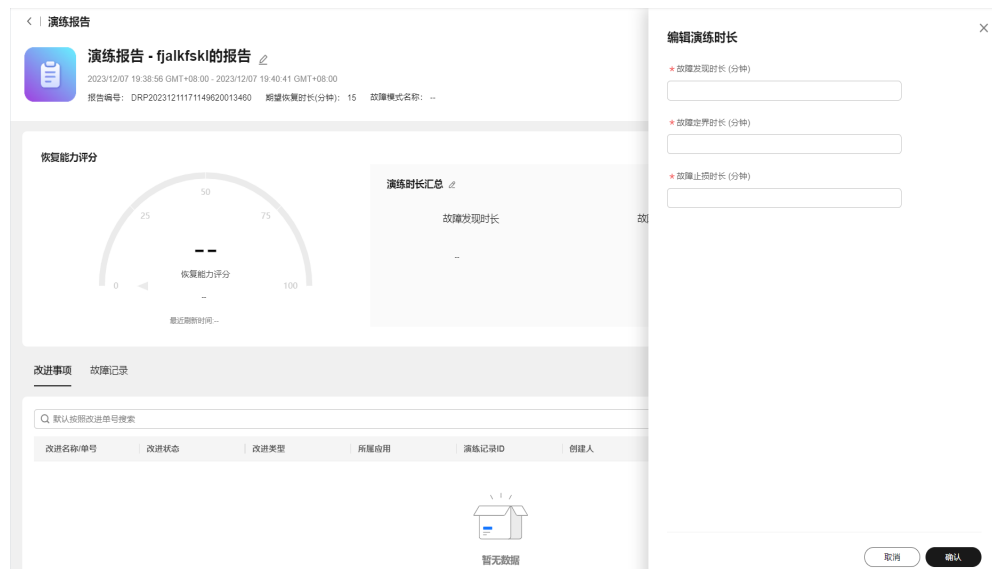 演练报告
演练报告 - fjalkfskl的报告
2023/12/07 19:38:56 GMT+08:00 - 2023/12/07 19:40:41 GMT+08:00
报告编号： DRP20231211171149620013460 期望恢复时长(分钟)： 15 故障模式名称： --
恢复能力评分
50
25 75
0 100
--
恢复能力评分
--
最近刷新时间 --
演练时长汇总
故障发现时长 故
--
改进事项 故障记录
默认按照改进单号搜索
改进名称/单号 改进状态 改进类型 所属应用 演练记录ID 创建人
暂无数据
编辑演练时长
* 故障发现时长 (分钟)
* 故障定界时长 (分钟)
* 故障止损时长 (分钟)
取消 确认